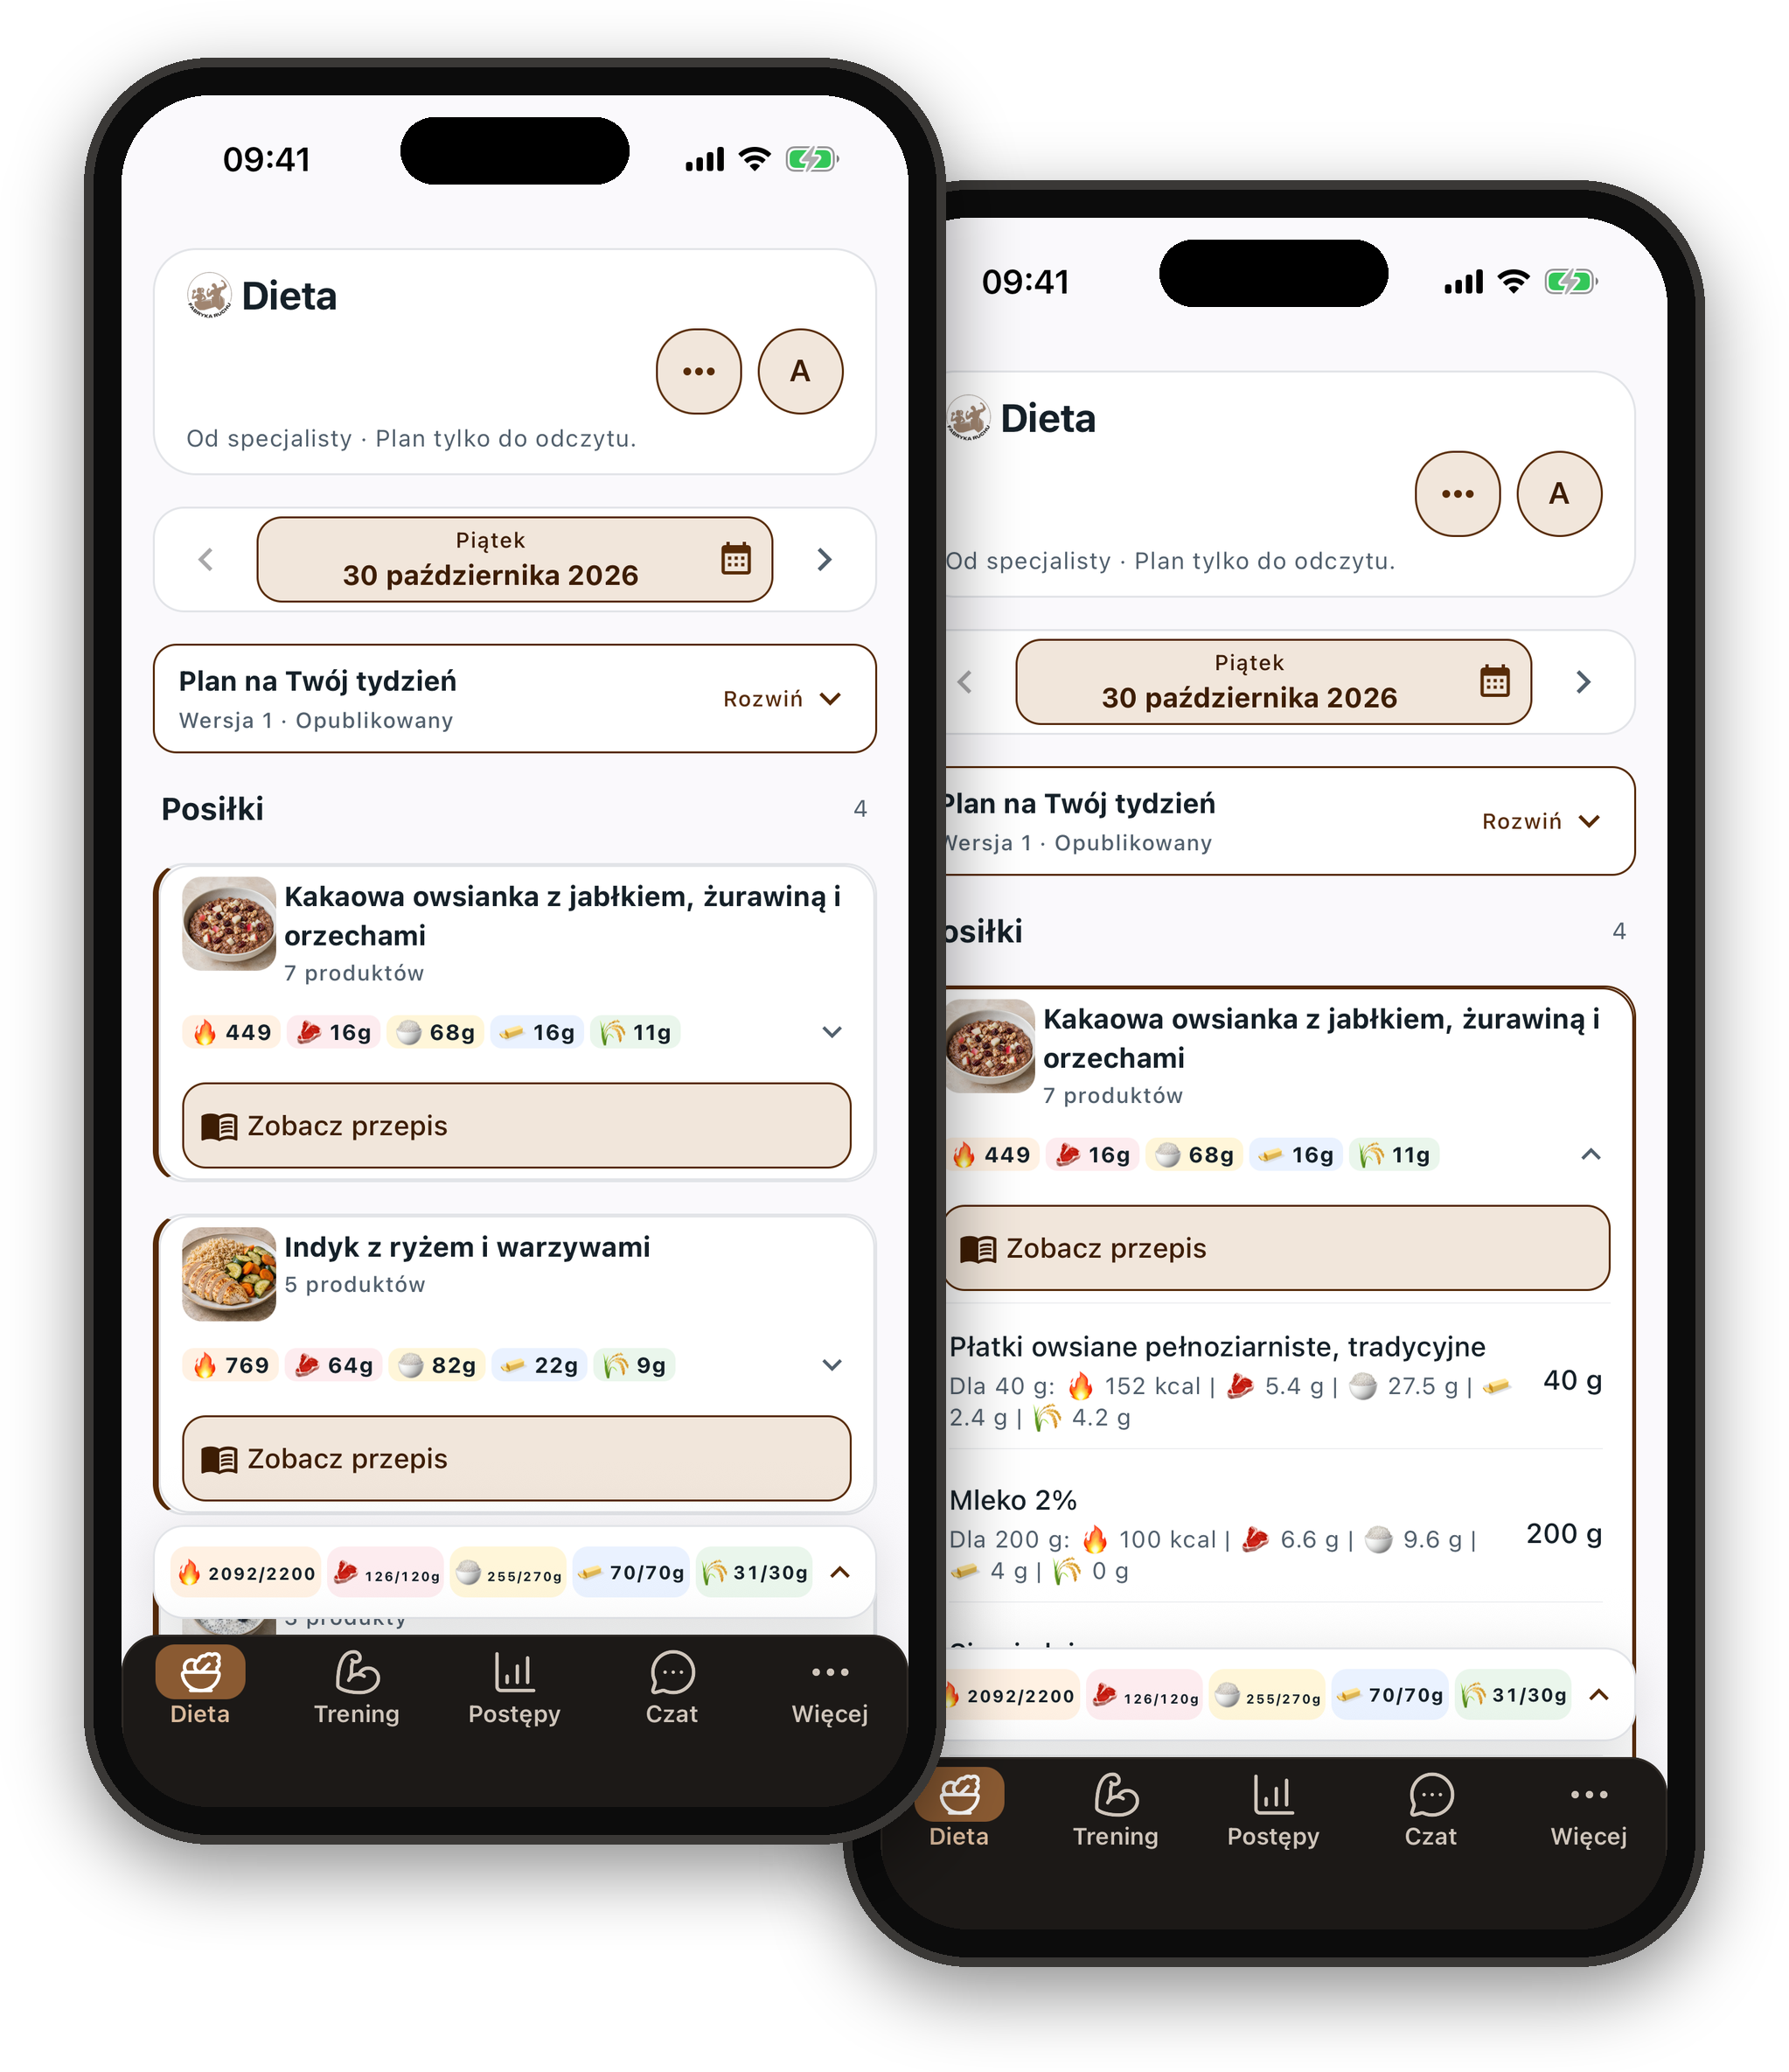 09:41
FABRYKA RUCHU
Dieta
A
Od specjalisty · Plan tylko do odczytu.
Piątek
30 października 2026
Plan na Twój tydzień
Wersja 1 · Opublikowany
Rozwiń
Posiłki
4
Kakaowa owsianka z jabłkiem, żurawiną i
orzechami
7 produktów
449 16g 68g 16g 11g
Zobacz przepis
Indyk z ryżem i warzywami
5 produktów
769 64g 82g 22g 9g
Zobacz przepis
2092/2200 126/120g 255/270g 70/70g 31/30g
3 produkty
Dieta Trening Postępy Czat Więcej
09:41
FABRYKA RUCHU
Dieta
A
Od specjalisty · Plan tylko do odczytu.
Piątek
30 października 2026
Plan na Twój tydzień
Wersja 1 · Opublikowany
Rozwiń
osiłki
4
Kakaowa owsianka z jabłkiem, żurawiną i
orzechami
7 produktów
449 16g 68g 16g 11g
Zobacz przepis
Płatki owsiane pełnoziarniste, tradycyjne
Dla 40 g: 152 kcal | 5.4 g | 27.5 g |
2.4 g | 4.2 g
40 g
Mleko 2%
Dla 200 g: 100 kcal | 6.6 g | 9.6 g |
4 g | 0 g
200 g
2092/2200 126/120g 255/270g 70/70g 31/30g
Dieta Trening Postępy Czat Więcej